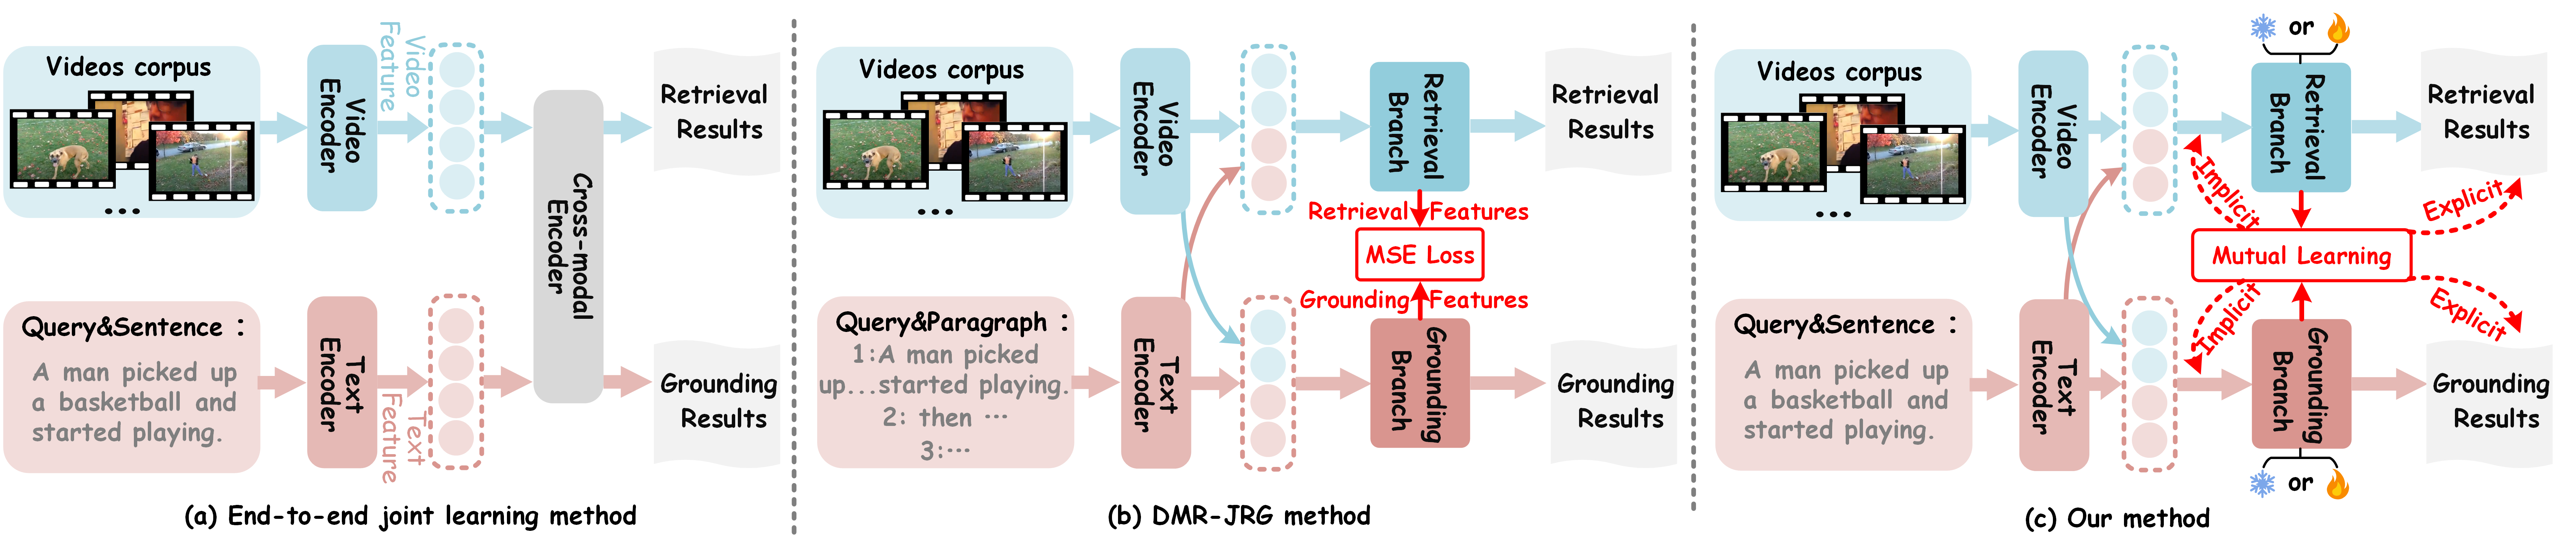 Videos corpus
Video
Encoder
Video
Feature
Cross-modal
Encoder
Retrieval
Results
Query&Sentence :
A man picked up
a basketball and
started playing.
Text
Encoder
Text
Feature
Grounding
Results
(a) End-to-end joint learning method
Videos corpus
Video
Encoder
Retrieval
Branch
Retrieval
Results
Retrieval Features
MSE Loss
Grounding Features
Query&Paragraph :
1:A man picked
up...started playing.
2: then ...
3:...
Text
Encoder
Grounding
Branch
Grounding
Results
(b) DMR-JRG method
or
Videos corpus
Video
Encoder
Retrieval
Branch
Retrieval
Results
Implicit
Explicit
Mutual Learning
Implicit
Explicit
Query&Sentence :
A man picked up
a basketball and
started playing.
Text
Encoder
Grounding
Branch
Grounding
Results
or
(c) Our method